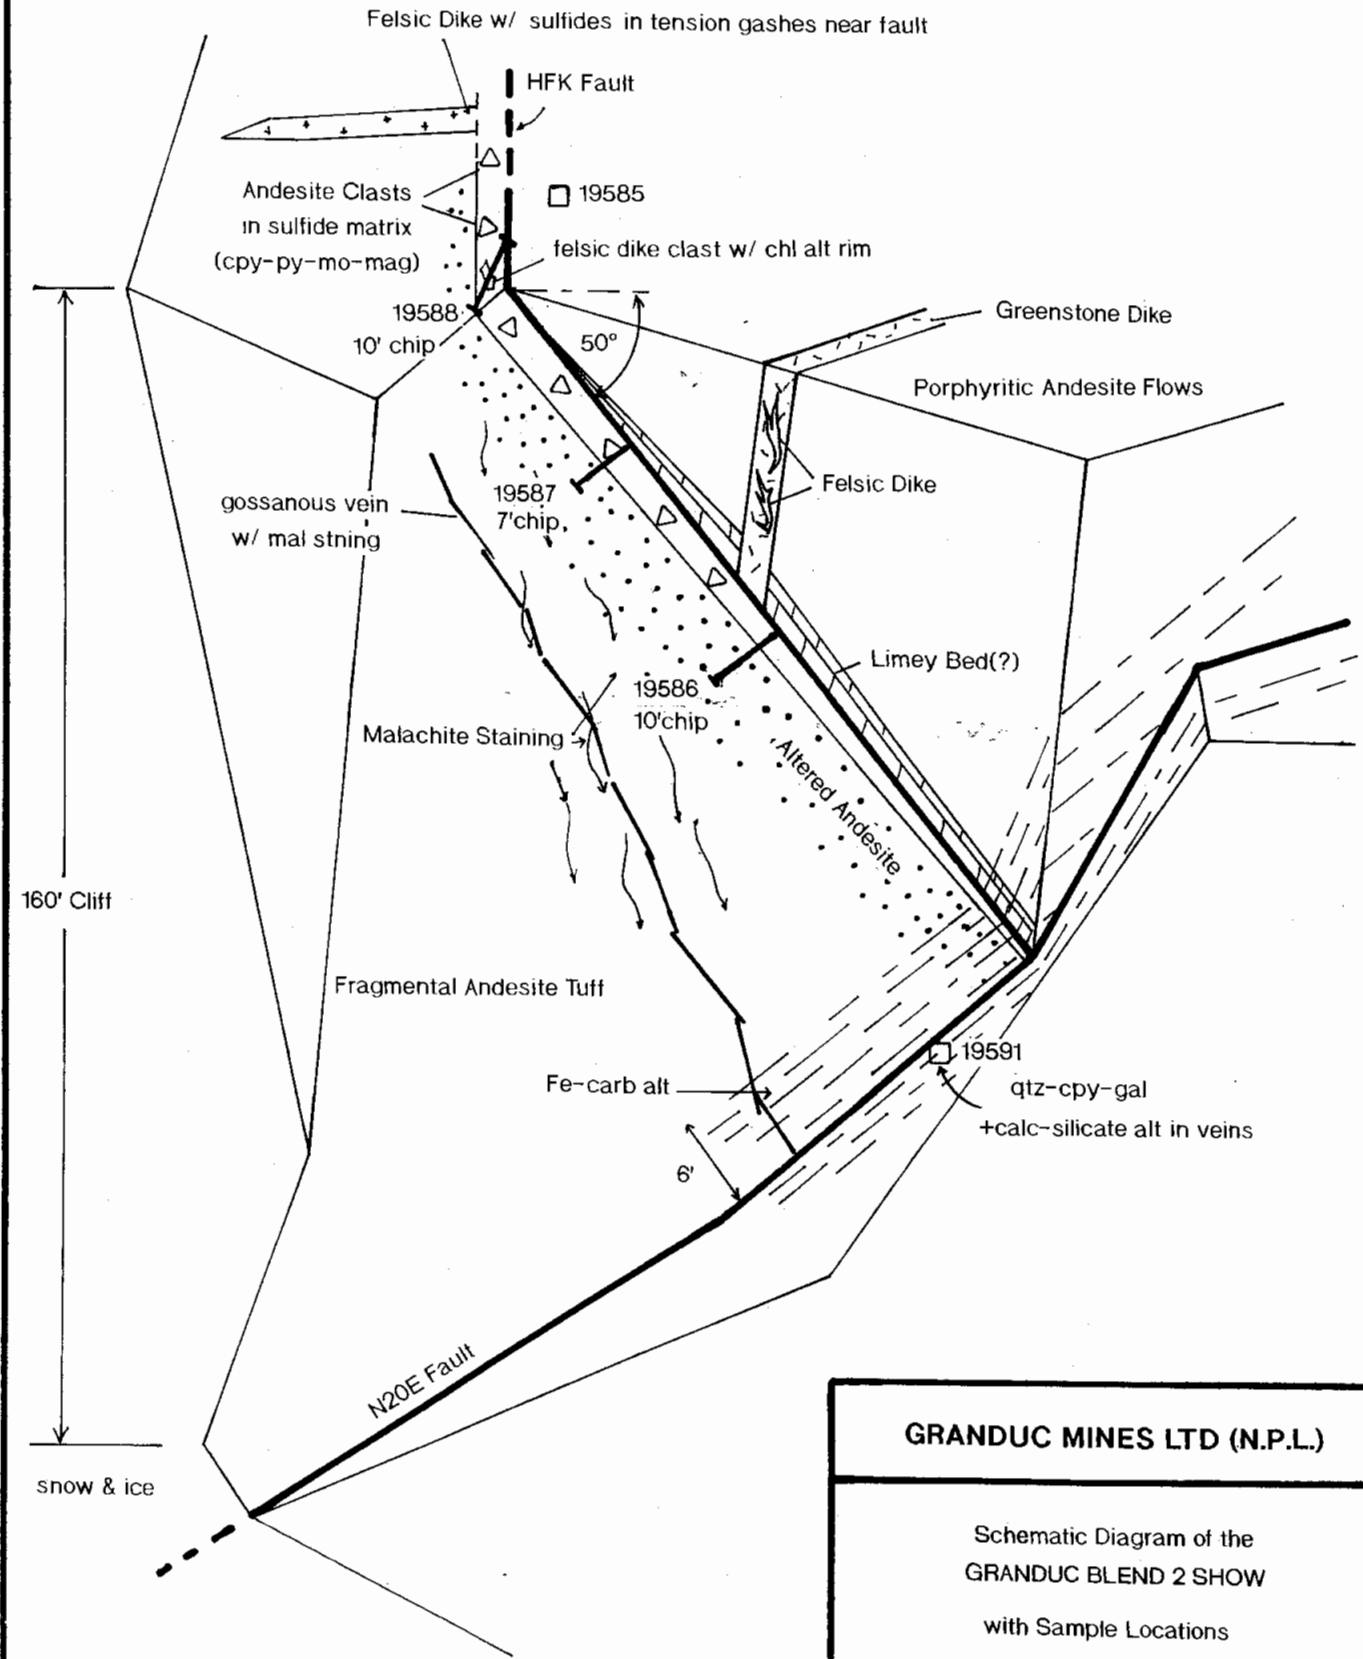 Felsic Dike w/ sulfides in tension gashes near fault
HFK Fault
Andesite Clasts
in sulfide matrix
(cpy-py-mo-mag)
19585
felsic dike clast w/ chl alt rim
19588
10' chip
50°
Greenstone Dike
Porphyritic Andesite Flows
Felsic Dike
gossanous vein
w/ mal stning
19587
7'chip
Limey Bed(?)
19586
10'chip
Malachite Staining
Altered Andesite
160' Cliff
Fragmental Andesite Tuff
Fe-carb alt
19591
qtz-cpy-gal
+calc-silicate alt in veins
6'
N20E Fault
snow & ice
GRANDUC MINES LTD (N.P.L.)
Schematic Diagram of the
GRANDUC BLEND 2 SHOW
with Sample Locations